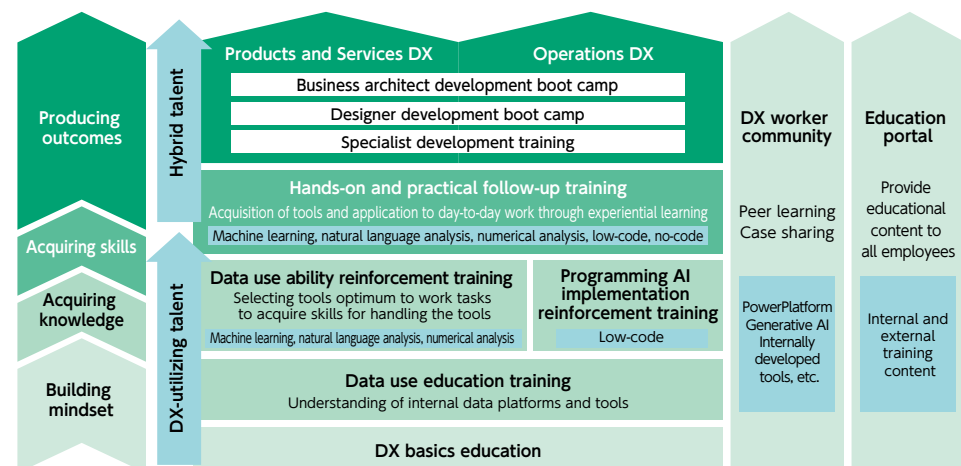 Producing
outcomes
Acquiring skills
Acquiring
knowledge
Building
mindset
Hybrid talent
DX-utilizing talent
Products and Services DX
Operations DX
Business architect development boot camp
Designer development boot camp
Specialist development training
Hands-on and practical follow-up training
Acquisition of tools and application to day-to-day work through experiential learning
Machine learning, natural language analysis, numerical analysis, low-code, no-code
Data use ability reinforcement training
Selecting tools optimum to work tasks
to acquire skills for handling the tools
Machine learning, natural language analysis, numerical analysis
Programming AI
implementation
reinforcement training
Low-code
Data use education training
Understanding of internal data platforms and tools
DX basics education
DX worker
community
Peer learning
Case sharing
PowerPlatform
Generative AI
Internally
developed
tools, etc.
Education
portal
Provide
educational
content to
all employees
Internal and
external
training
content